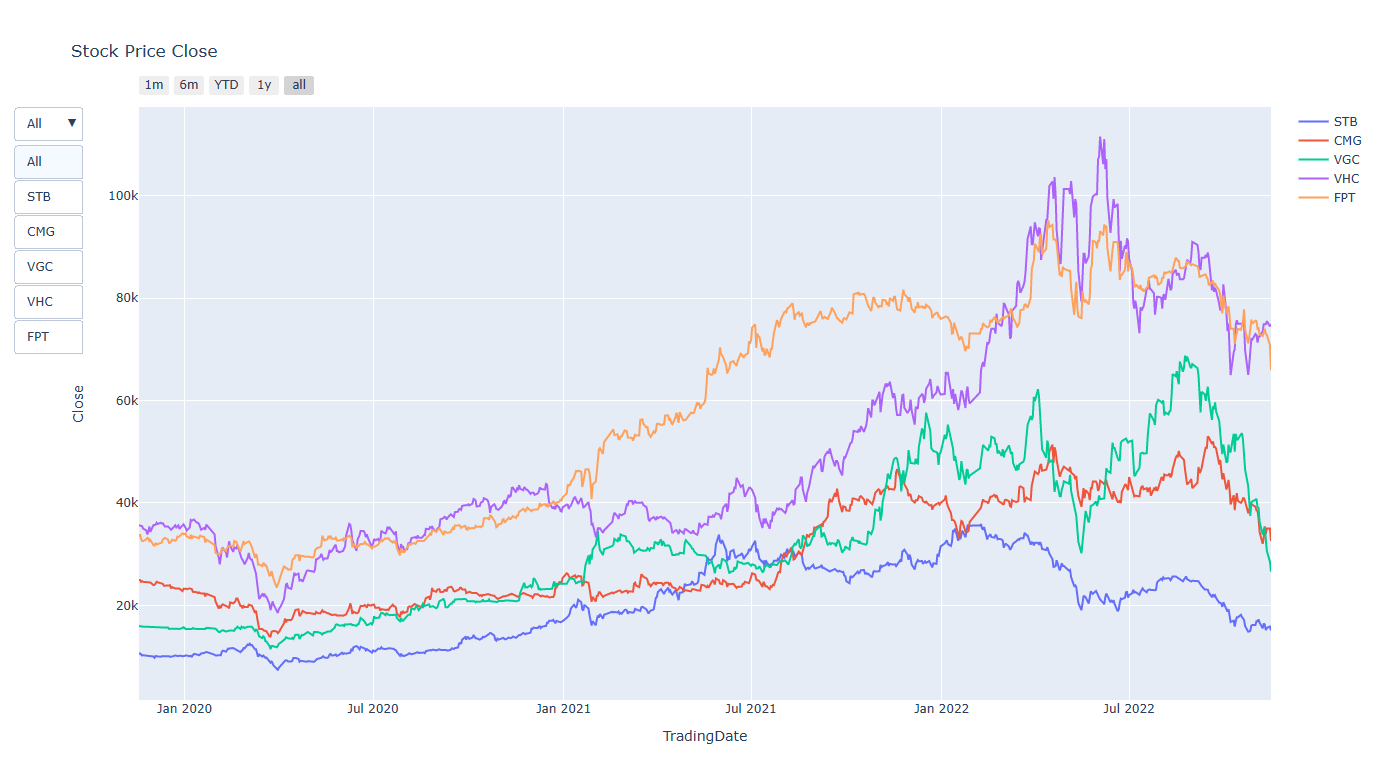 Stock Price Close
1m 6m YTD 1y all
All ▼
All
STB
CMG
VGC
VHC
FPT
Close
100k
80k
60k
40k
20k
Jan 2020 Jul 2020 Jan 2021 Jul 2021 Jan 2022 Jul 2022
TradingDate
STB
CMG
VGC
VHC
FPT